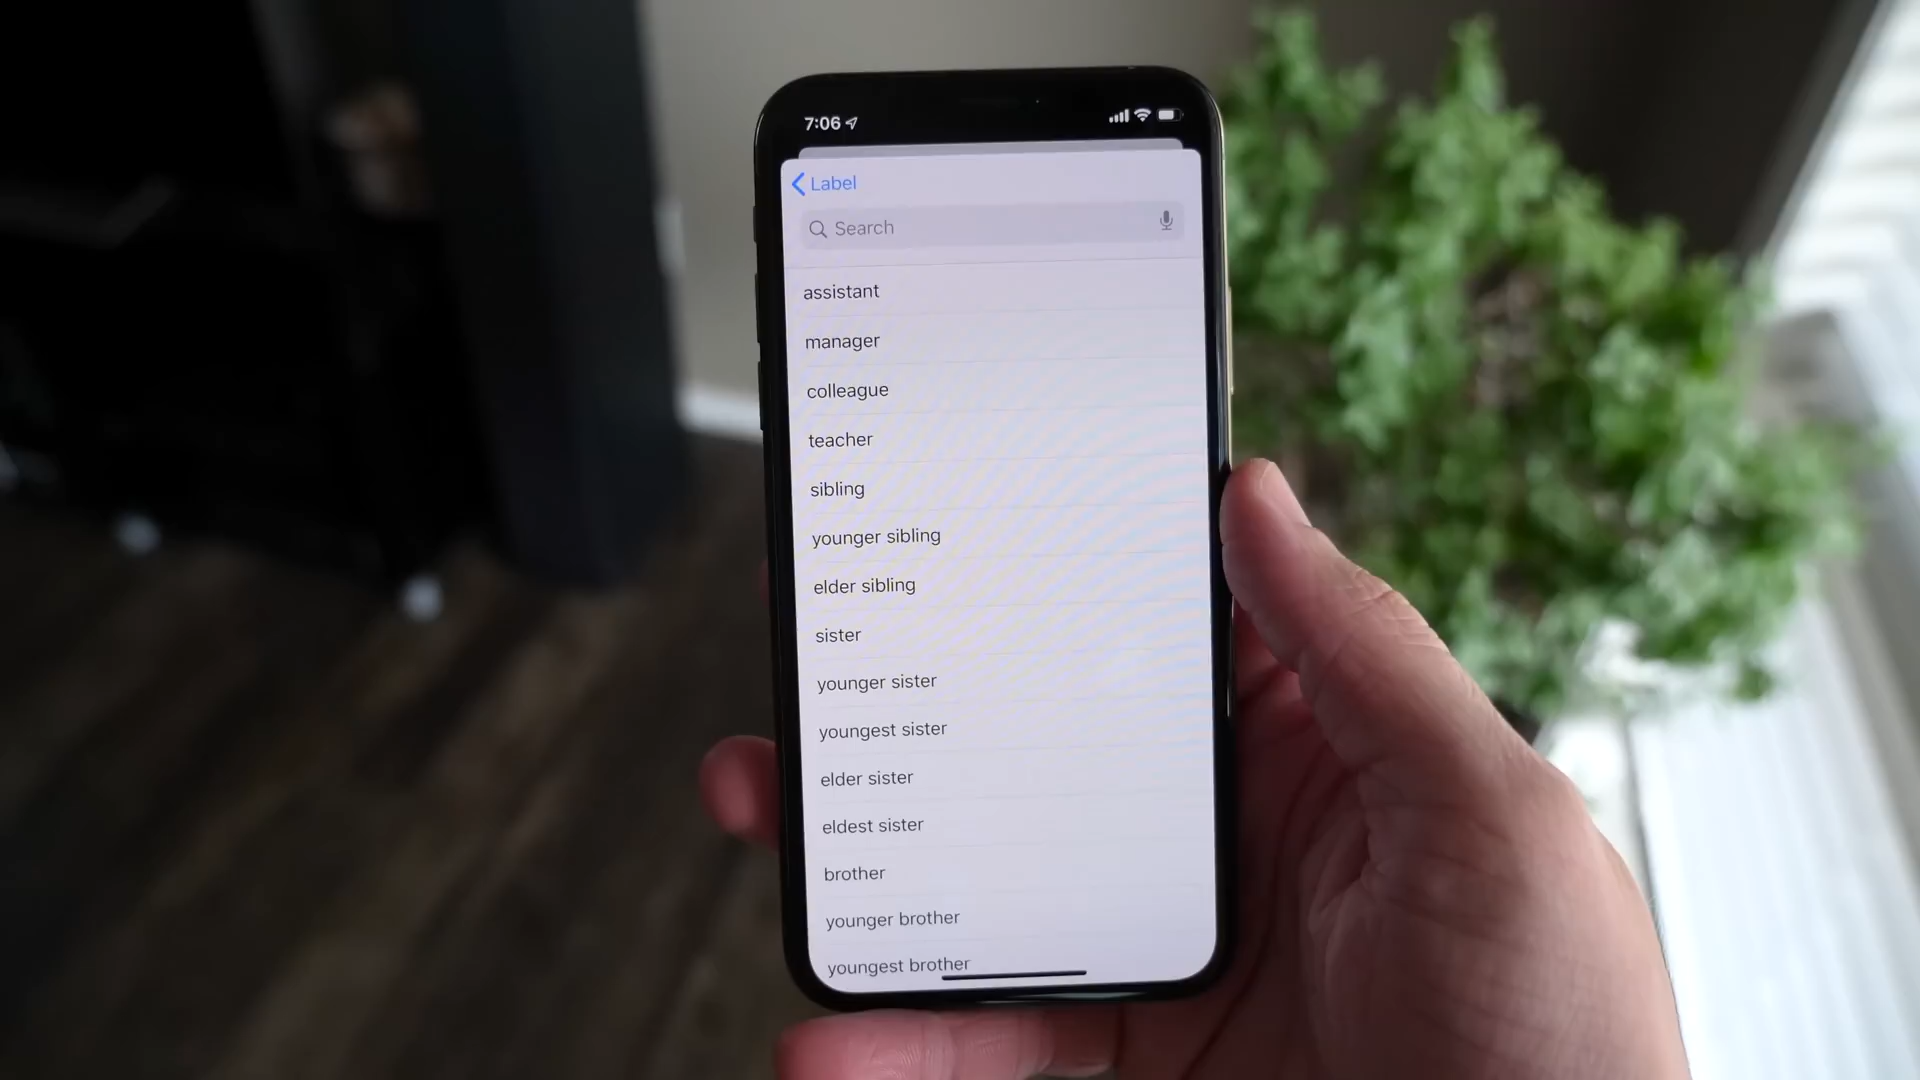 7:06
Label
Search
assistant
manager
colleague
teacher
sibling
younger sibling
elder sibling
sister
younger sister
youngest sister
elder sister
eldest sister
brother
younger brother
youngest brother